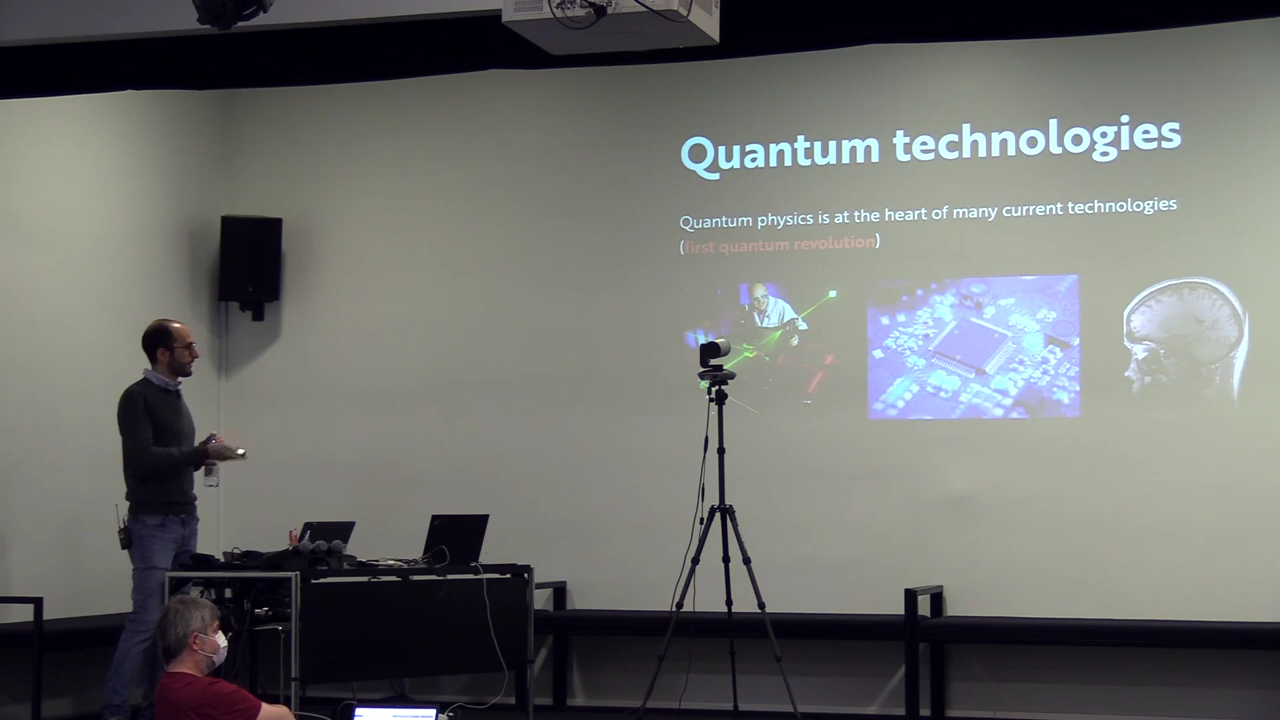 Quantum technologies
Quantum physics is at the heart of many current technologies
(first quantum revolution)